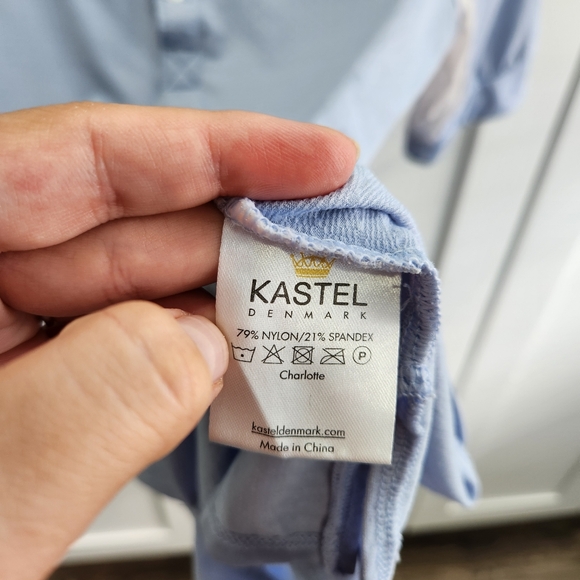 KASTEL
DENMARK
79% NYLON/21% SPANDEX
P
Charlotte
kasteldenmark.com
Made in China